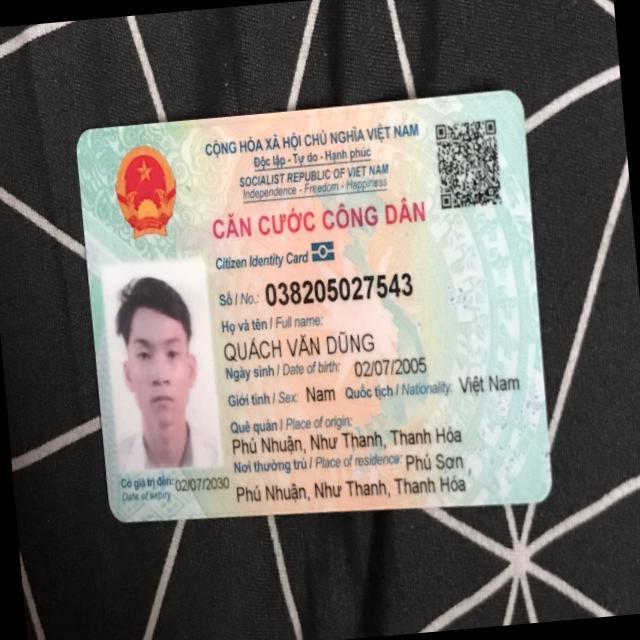 CỘNG HÒA XÃ HỘI CHỦ NGHĨA VIỆT NAM
Độc lập - Tự do - Hạnh phúc
SOCIALIST REPUBLIC OF VIET NAM
Independence - Freedom - Happiness
CĂN CƯỚC CÔNG DÂN
Citizen Identity Card
Số / No.: 038205027543
Họ và tên / Full name:
QUÁCH VĂN DŨNG
Ngày sinh / Date of birth: 02/07/2005
Giới tính / Sex: Nam Quốc tịch / Nationality: Việt Nam
Quê quán / Place of origin:
Phú Nhuận, Như Thanh, Thanh Hóa
Nơi thường trú / Place of residence: Phú Sơn,
Phú Nhuận, Như Thanh, Thanh Hóa
Có giá trị đến: 02/07/2030
Date of expiry